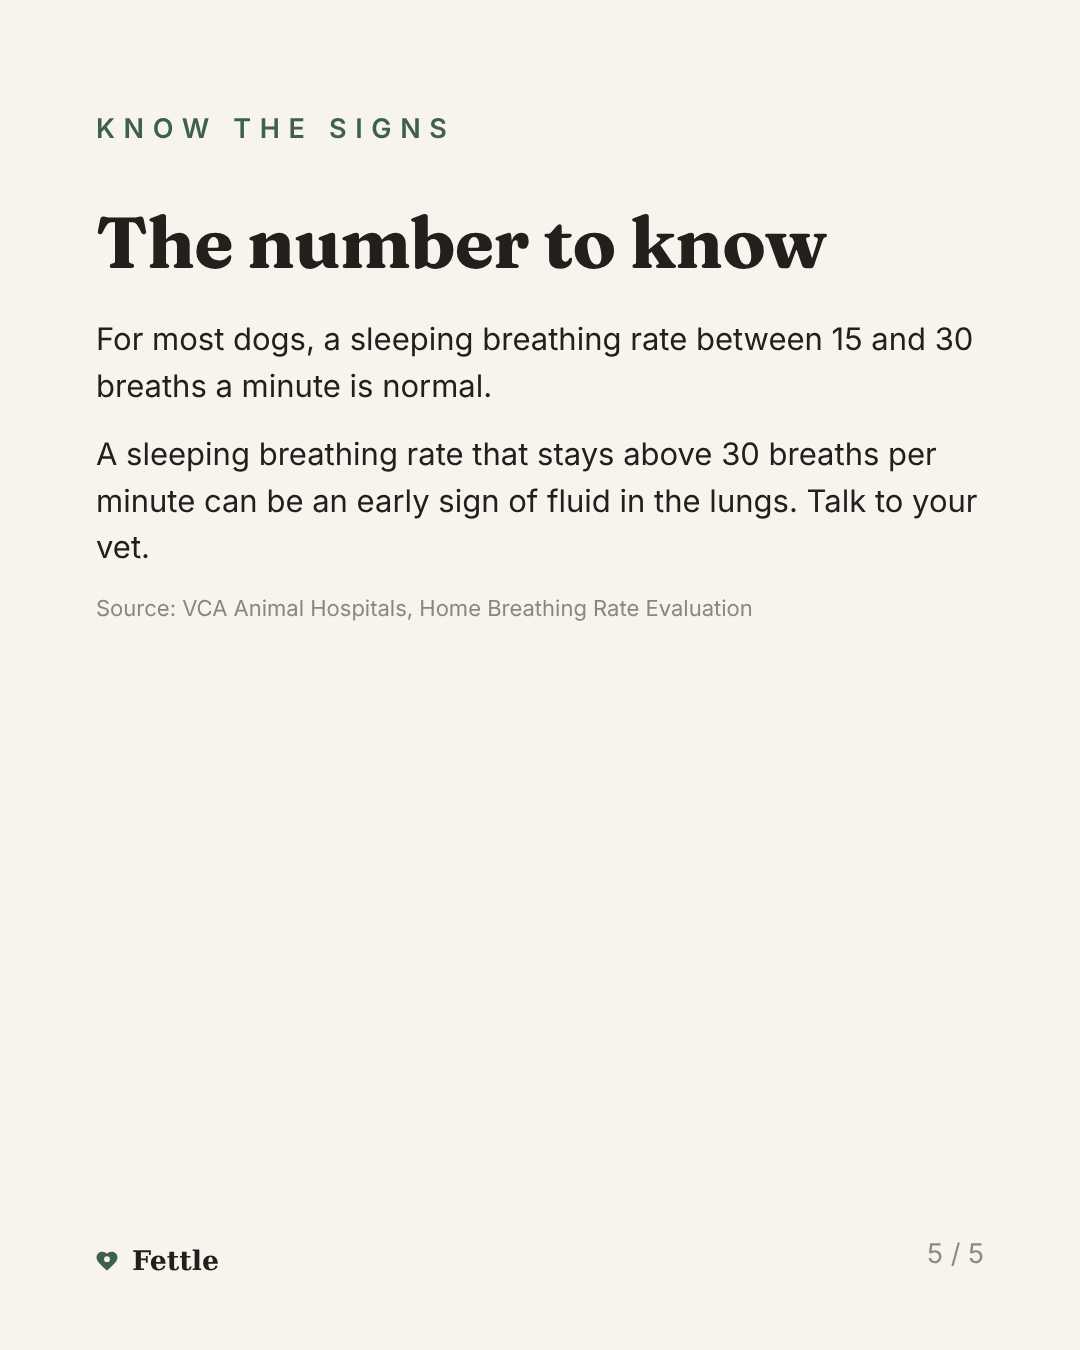 KNOW THE SIGNS
The number to know
For most dogs, a sleeping breathing rate between 15 and 30
breaths a minute is normal.
A sleeping breathing rate that stays above 30 breaths per
minute can be an early sign of fluid in the lungs. Talk to your
vet.
Source: VCA Animal Hospitals, Home Breathing Rate Evaluation
Fettle
5 / 5